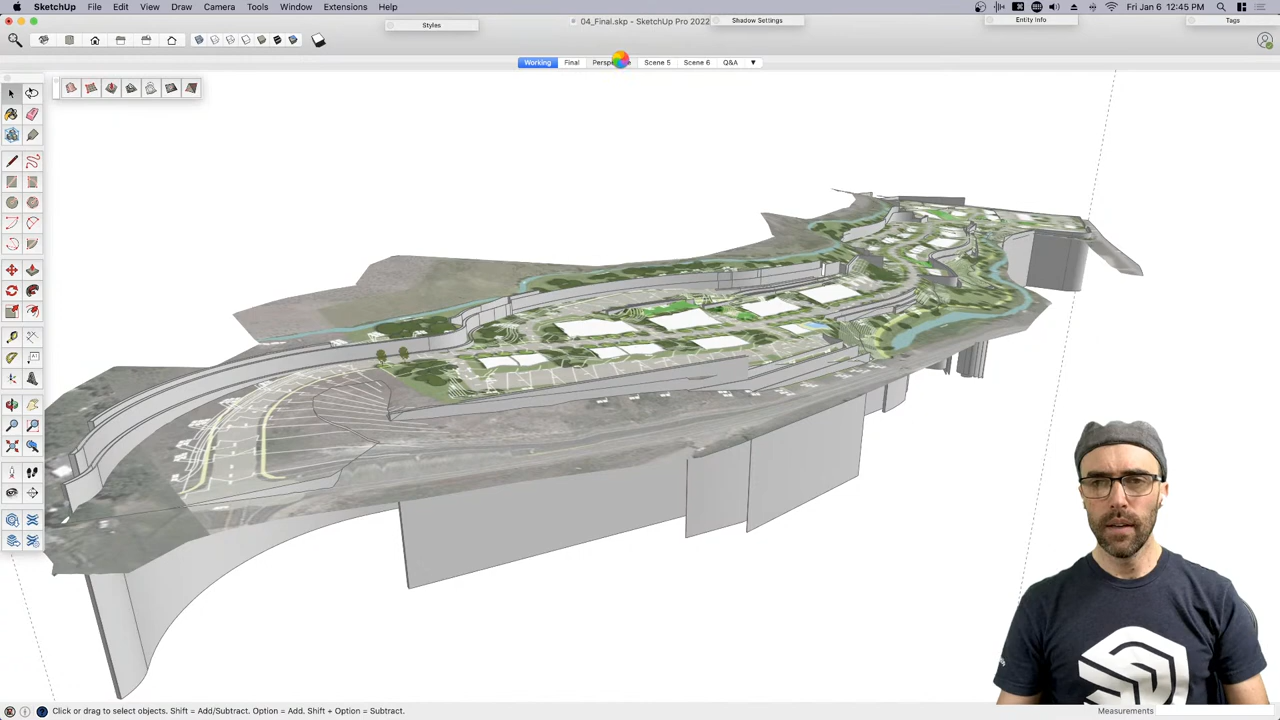 SketchUp File Edit View Draw Camera Tools Window Extensions Help
Fri Jan 6 12:45 PM
Styles
04_Final.skp - SketchUp Pro 2022
Shadow Settings
Entity Info
Tags
Working Final Scene 5 Scene 6 Q&A
Click or drag to select objects. Shift = Add/Subtract. Option = Add. Shift + Option = Subtract.
Measurements